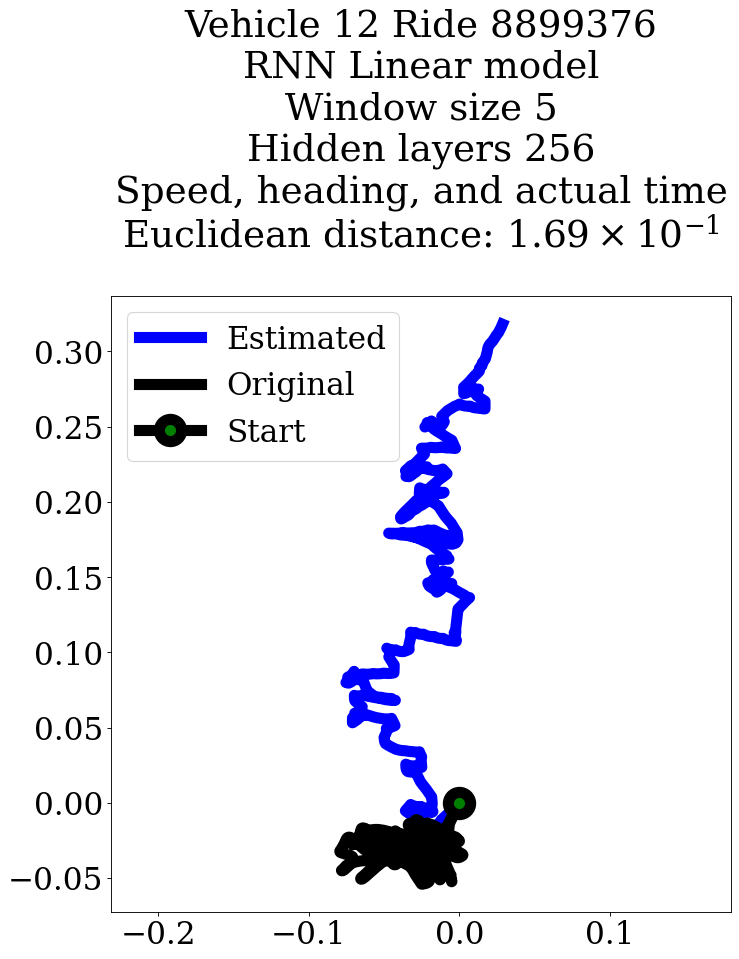 Vehicle 12 Ride 8899376
RNN Linear model
Window size 5
Hidden layers 256
Speed, heading, and actual time
Euclidean distance: 1.69 × 10⁻¹
Estimated
Original
Start
0.30
0.25
0.20
0.15
0.10
0.05
0.00
−0.05
−0.2 −0.1 0.0 0.1